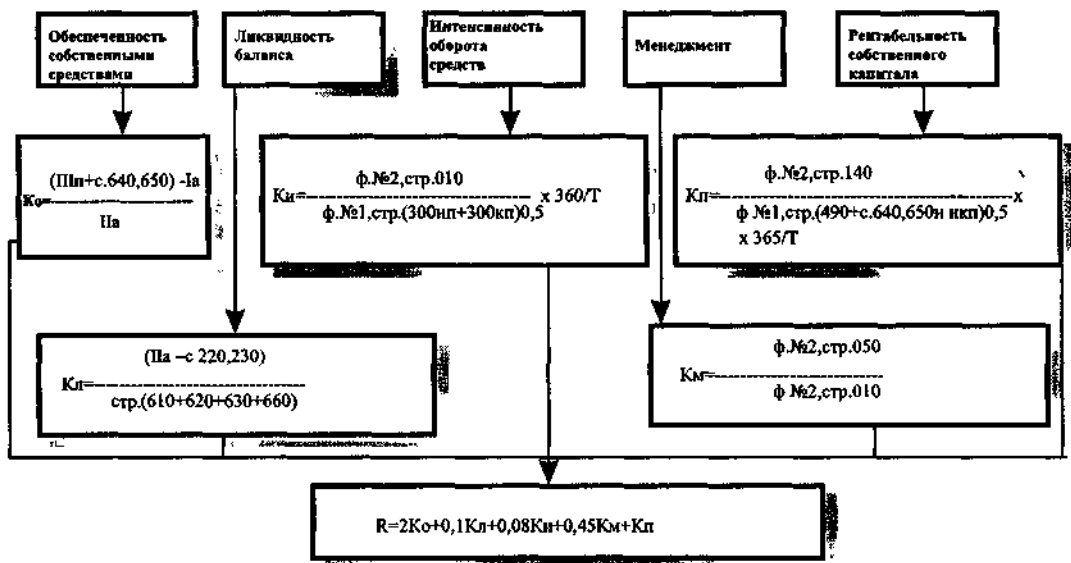 Обеспеченность
собственными
средствами
Ликвидность
баланса
Интенсивность
оборота
средств
Менеджмент
Рентабельность
собственного
капитала
(IIIп+с.640,650) -Iа
Ко=
IIа
ф.№2,стр.010
Ки= х 360/Т
ф.№1,стр.(300нп+300кп)0,5
ф.№2,стр.140
Кп= х
ф №1,стр.(490+с.640,650н нкп)0,5
х 365/Т
(IIа –с 220,230)
Кл=
стр.(610+620+630+660)
ф.№2,стр.050
Км=
ф №2,стр.010
R=2Ко+0,1Кл+0,08Ки+0,45Км+Кп